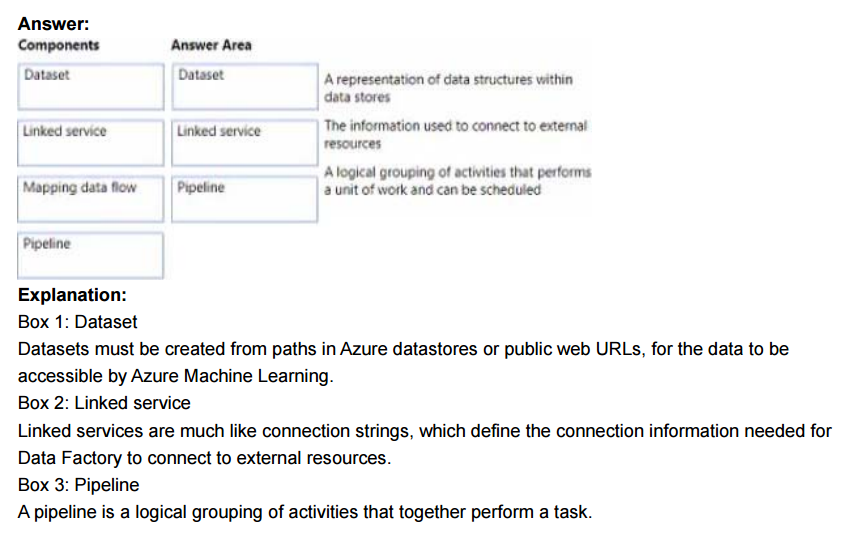 Answer:
Components Answer Area
Dataset Dataset A representation of data structures within
data stores
Linked service Linked service The information used to connect to external
resources
A logical grouping of activities that performs
Mapping data flow Pipeline a unit of work and can be scheduled
Pipeline
Explanation:
Box 1: Dataset
Datasets must be created from paths in Azure datastores or public web URLs, for the data to be
accessible by Azure Machine Learning.
Box 2: Linked service
Linked services are much like connection strings, which define the connection information needed for
Data Factory to connect to external resources.
Box 3: Pipeline
A pipeline is a logical grouping of activities that together perform a task.